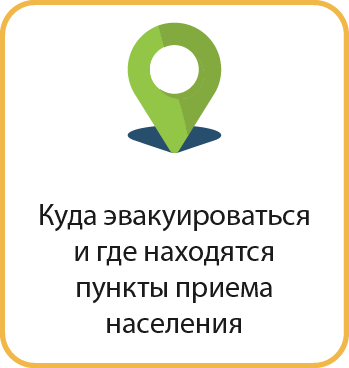 Куда эвакуироваться
и где находятся
пункты приема
населения